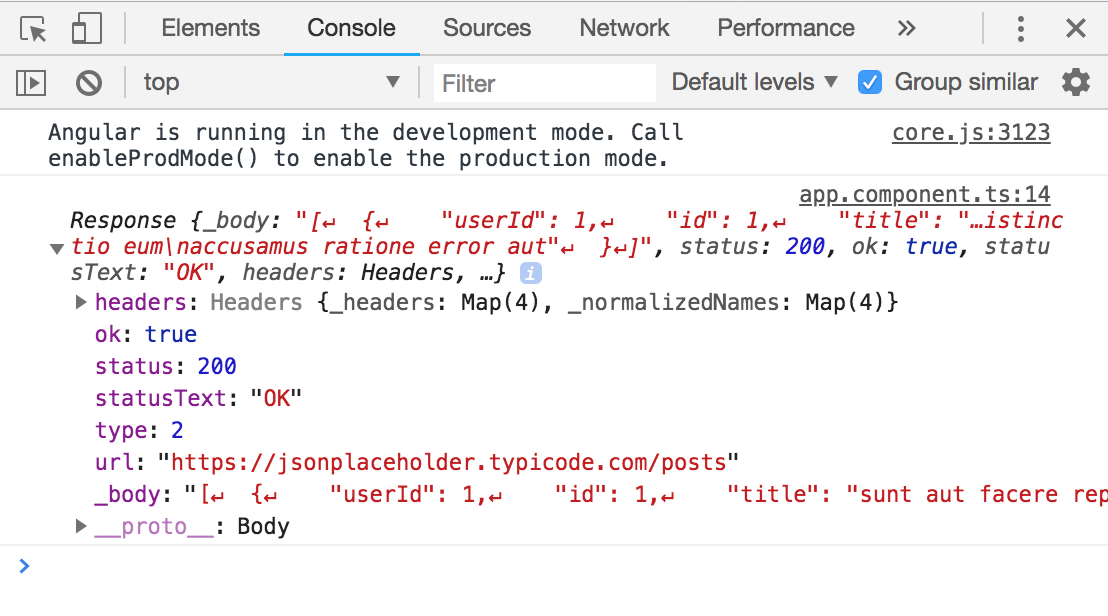 Elements Console Sources Network Performance »
top ▼ Filter Default levels ▼ Group similar
Angular is running in the development mode. Call core.js:3123
enableProdMode() to enable the production mode.
app.component.ts:14
Response {_body: "[↵  {↵    "userId": 1,↵    "id": 1,↵    "title": "…istinc
▼ tio eum\naccusamus ratione error aut"↵  }↵]", status: 200, ok: true, statu
sText: "OK", headers: Headers, …} i
▶ headers: Headers {_headers: Map(4), _normalizedNames: Map(4)}
ok: true
status: 200
statusText: "OK"
type: 2
url: "https://jsonplaceholder.typicode.com/posts"
_body: "[↵  {↵    "userId": 1,↵    "id": 1,↵    "title": "sunt aut facere rep
▶ __proto__: Body
>